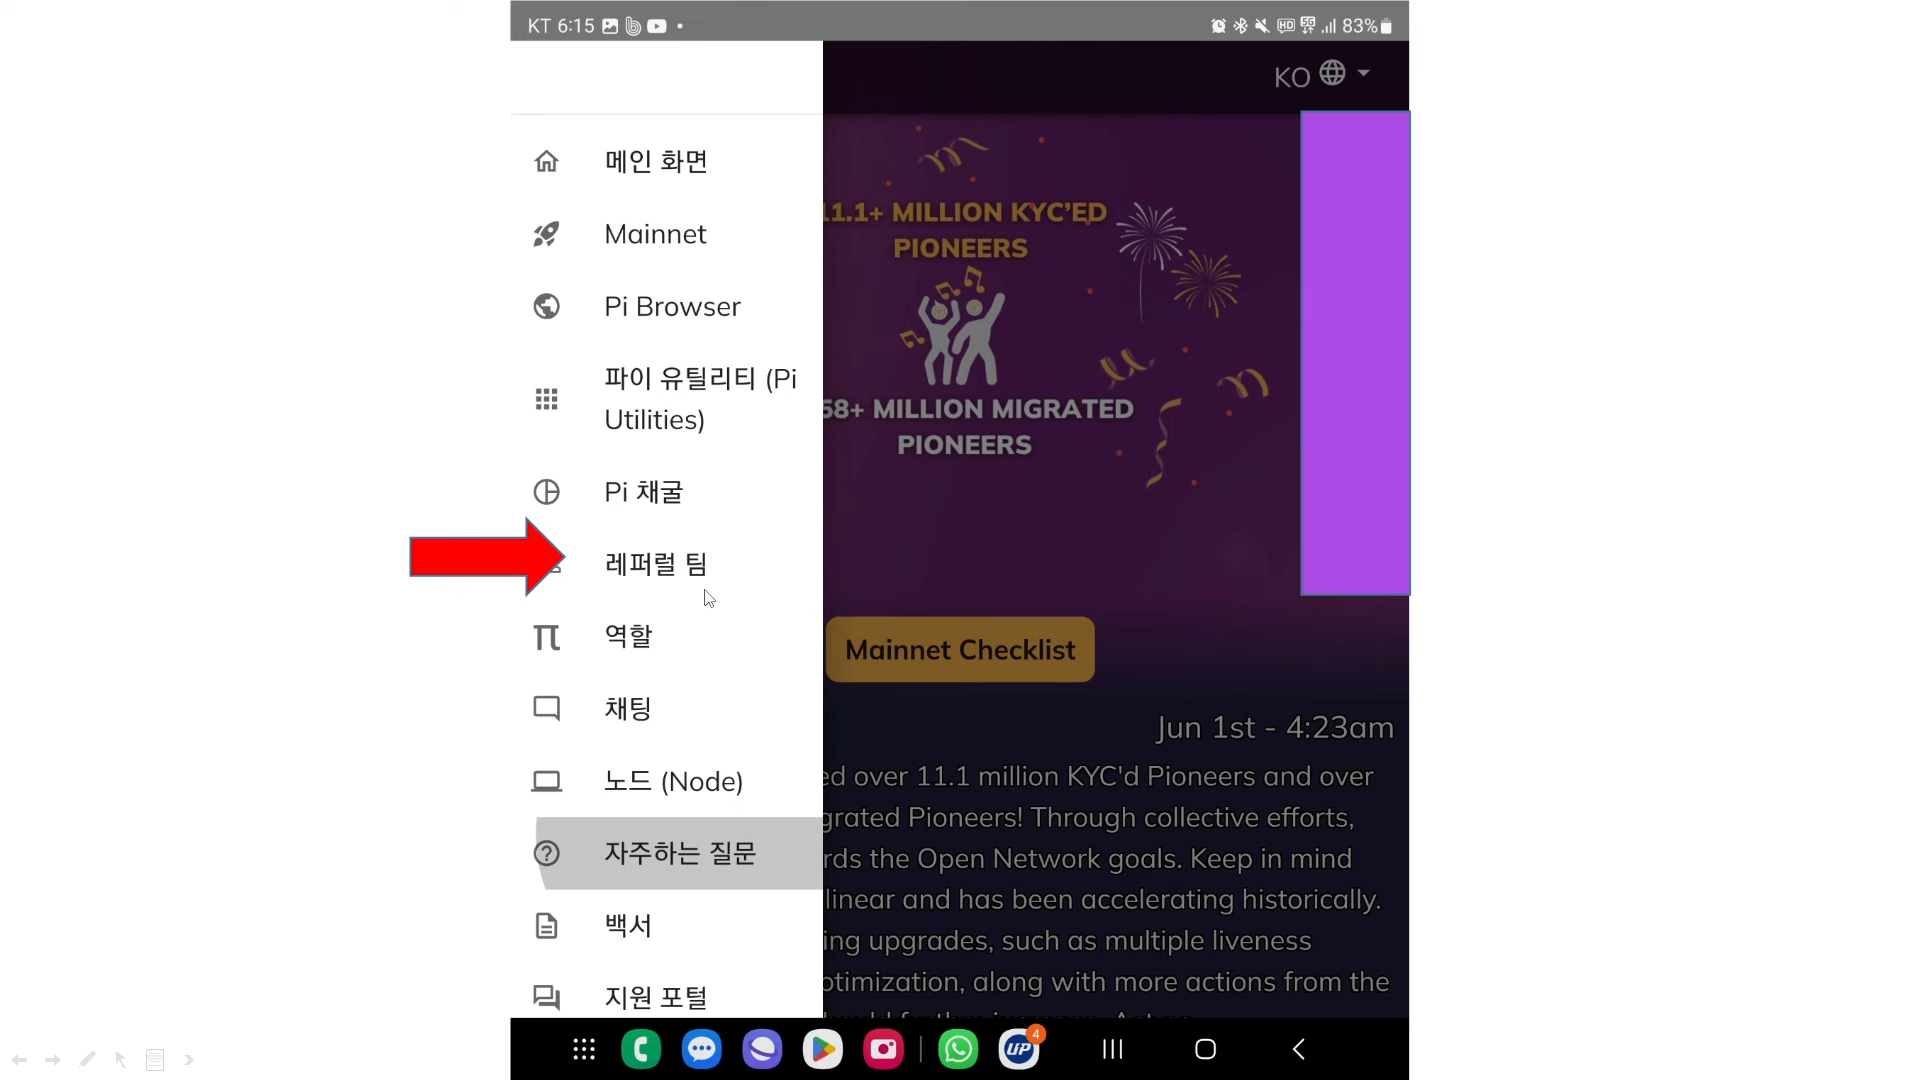 KT 6:15
83%
KO
메인 화면
Mainnet
Pi Browser
파이 유틸리티 (Pi
Utilities)
Pi 채굴
레퍼럴 팀
역할
채팅
노드 (Node)
자주하는 질문
백서
지원 포털
11.1+ MILLION KYC'ED
PIONEERS
58+ MILLION MIGRATED
PIONEERS
Mainnet Checklist
Jun 1st - 4:23am
ed over 11.1 million KYC'd Pioneers and over
grated Pioneers! Through collective efforts,
rds the Open Network goals. Keep in mind
linear and has been accelerating historically.
ing upgrades, such as multiple liveness
optimization, along with more actions from the
UP
4